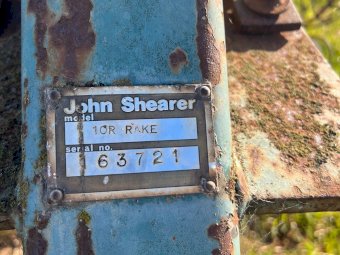 John Shearer
model
10R RAKE
serial no.
63721